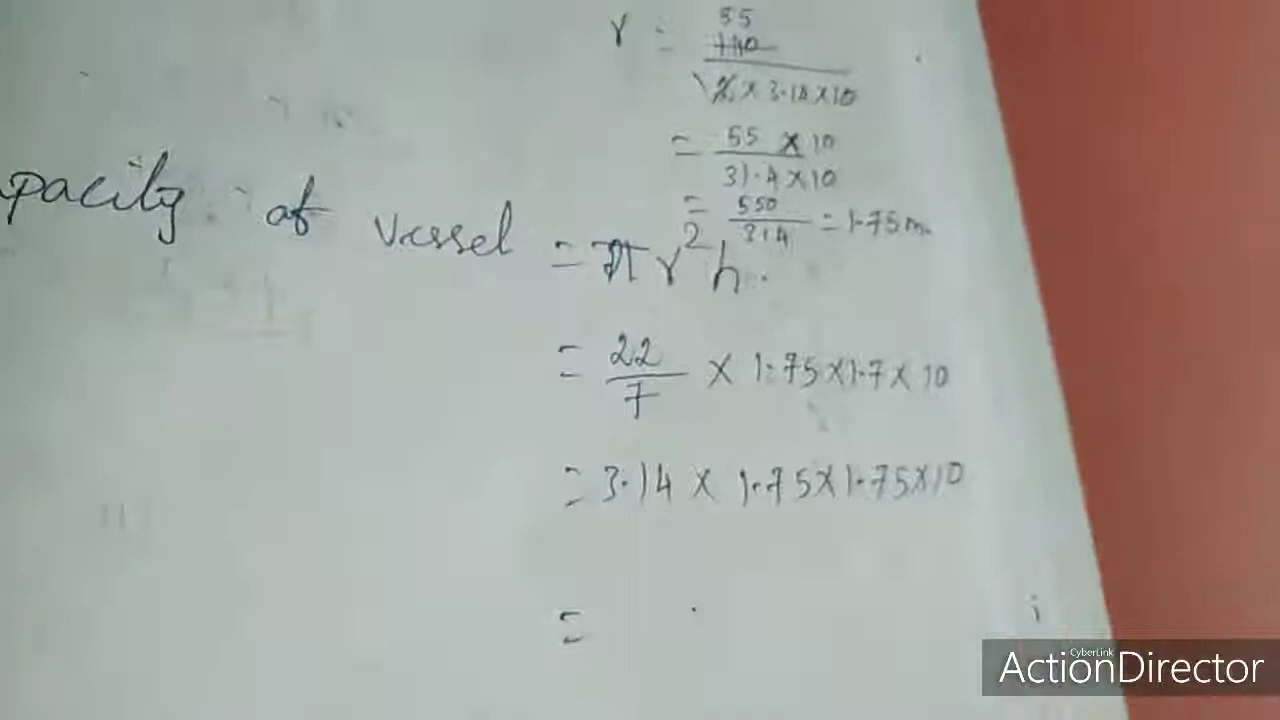 r = 55
110
2 × 3.14 × 10
= 55 × 10
31.4 × 10
= 550
314 = 1.75 m.
pacity of vessel = πr²h.
= 22/7 × 1.75 × 1.7 × 10
= 3.14 × 1.75 × 1.75 × 10
=
CyberLink
ActionDirector